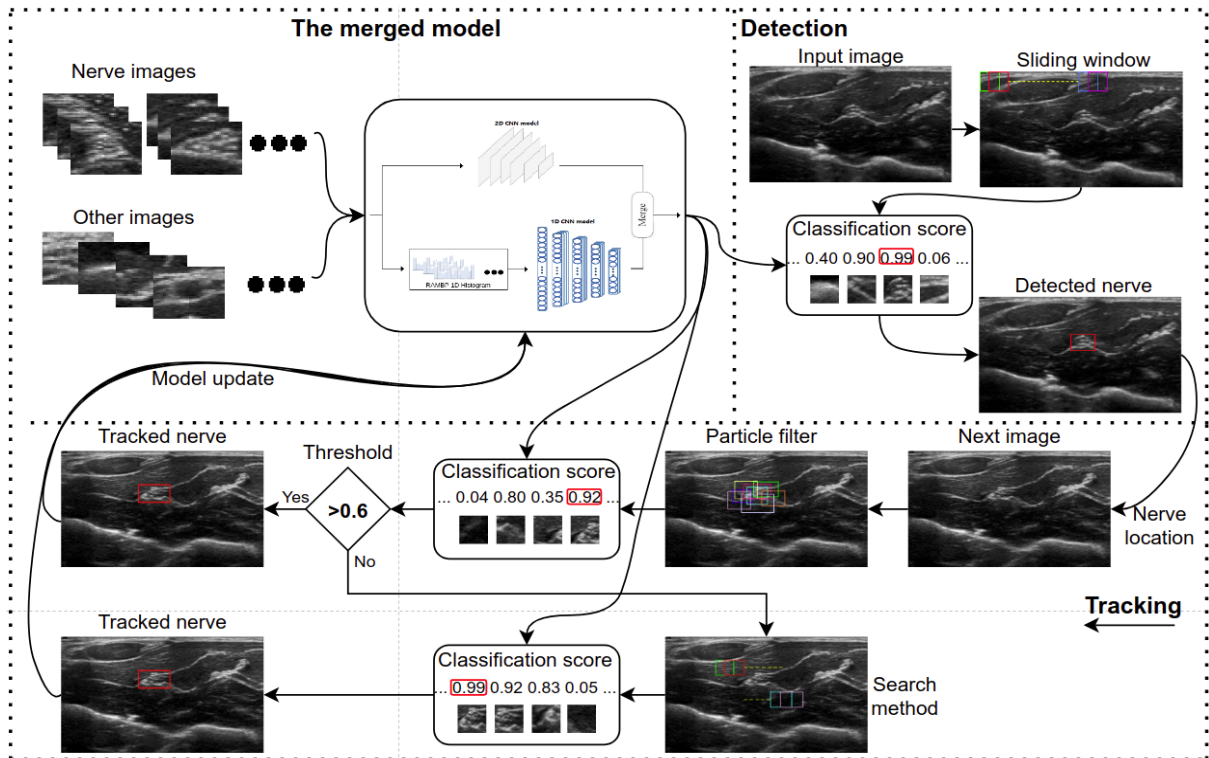 The merged model
Nerve images
Other images
2D CNN model
1D CNN model
RAMBP 1D Histogram
Merge
Model update
Detection
Input image
Sliding window
Classification score
... 0.40 0.90 0.99 0.06 ...
Detected nerve
Tracked nerve
Threshold
Yes
>0.6
No
Classification score
... 0.04 0.80 0.35 0.92 ...
Particle filter
Next image
Nerve
location
Tracking
Tracked nerve
Classification score
... 0.99 0.92 0.83 0.05 ...
Search
method